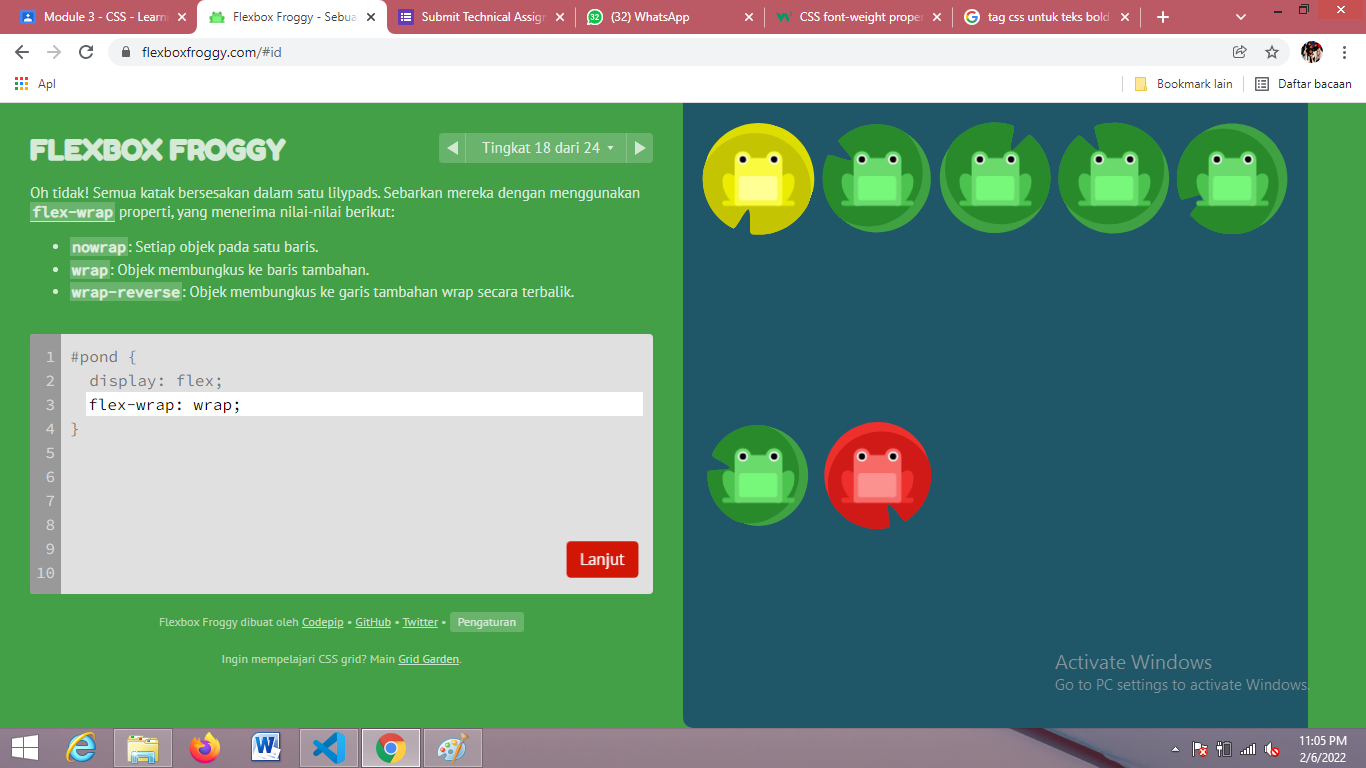 Module 3 - CSS - Learn
Flexbox Froggy - Sebua
Submit Technical Assign
32
(32) WhatsApp
CSS font-weight proper
tag css untuk teks bold
flexboxfroggy.com/#id
Apl
Bookmark lain
Daftar bacaan
FLEXBOX FROGGY
Tingkat 18 dari 24
Oh tidak! Semua katak bersesakan dalam satu lilypads. Sebarkan mereka dengan menggunakan
flex-wrap properti, yang menerima nilai-nilai berikut:
• nowrap: Setiap objek pada satu baris.
• wrap: Objek membungkus ke baris tambahan.
• wrap-reverse: Objek membungkus ke garis tambahan wrap secara terbalik.
1 #pond {
2 display: flex;
3 flex-wrap: wrap;
4 }
5
6
7
8
9
10
Lanjut
Flexbox Froggy dibuat oleh Codepip • GitHub • Twitter • Pengaturan
Ingin mempelajari CSS grid? Main Grid Garden.
Activate Windows
Go to PC settings to activate Windows.
11:05 PM
2/6/2022